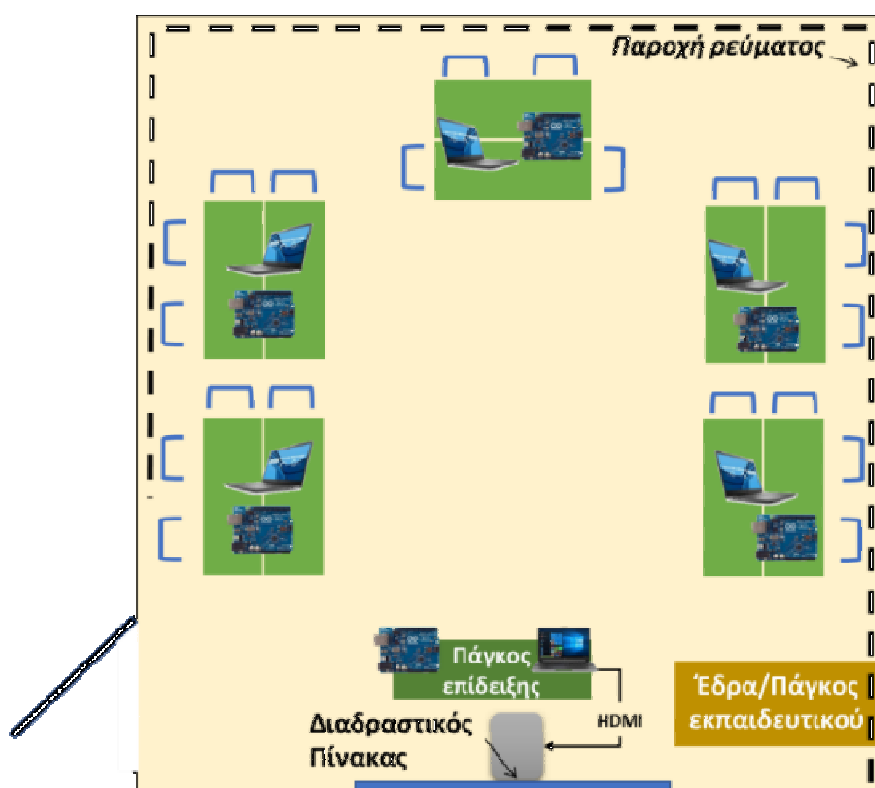 Παροχή ρεύματος
Πάγκος
επίδειξης
Έδρα/Πάγκος
εκπαιδευτικού
Διαδραστικός
Πίνακας
HDMI